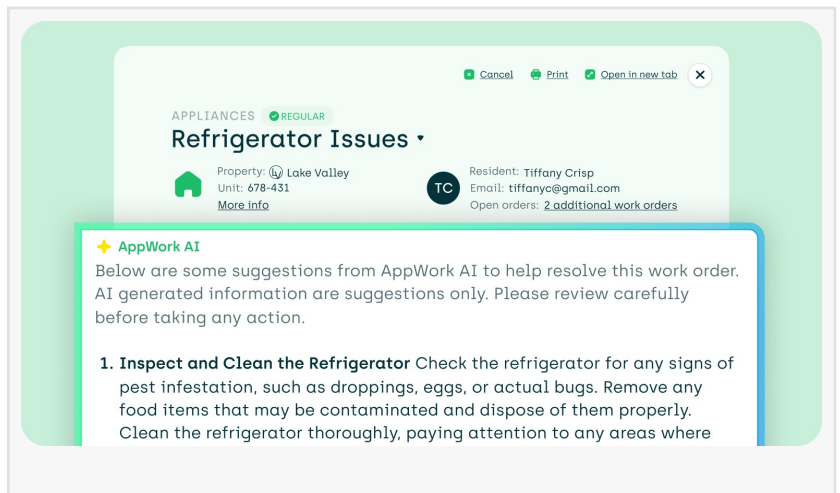 Cancel Print Open in new tab
APPLIANCES REGULAR
Refrigerator Issues
Property: LV Lake Valley
Unit: 678-431
More info
TC
Resident: Tiffany Crisp
Email: tiffanyc@gmail.com
Open orders: 2 additional work orders
AppWork AI
Below are some suggestions from AppWork AI to help resolve this work order.
AI generated information are suggestions only. Please review carefully
before taking any action.
1. Inspect and Clean the Refrigerator Check the refrigerator for any signs of
pest infestation, such as droppings, eggs, or actual bugs. Remove any
food items that may be contaminated and dispose of them properly.
Clean the refrigerator thoroughly, paying attention to any areas where